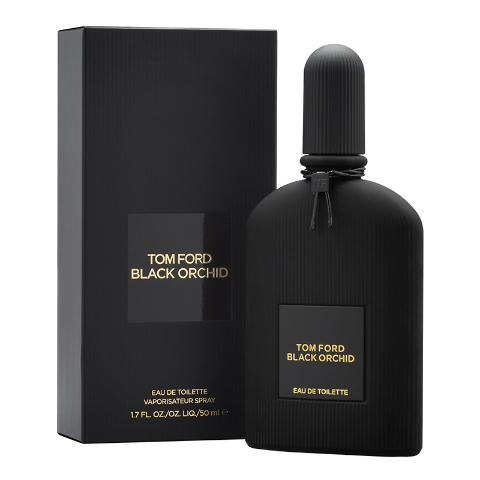 TOM FORD
BLACK ORCHID
EAU DE TOILETTE
VAPORISATEUR SPRAY
1.7 FL. OZ./OZ. LIQ./50 ml ℮
TOM FORD
BLACK ORCHID
EAU DE TOILETTE